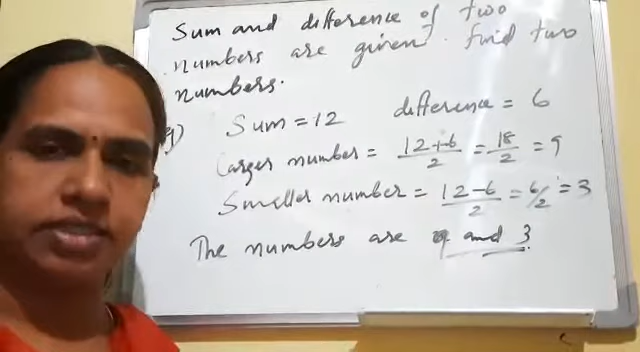 Sum and difference of two
numbers are given. find two
numbers.
g) Sum = 12 difference = 6
Larger number = 12+6/2 = 18/2 = 9
Smaller number = 12-6/2 = 6/2 = 3
The numbers are 9 and 3.